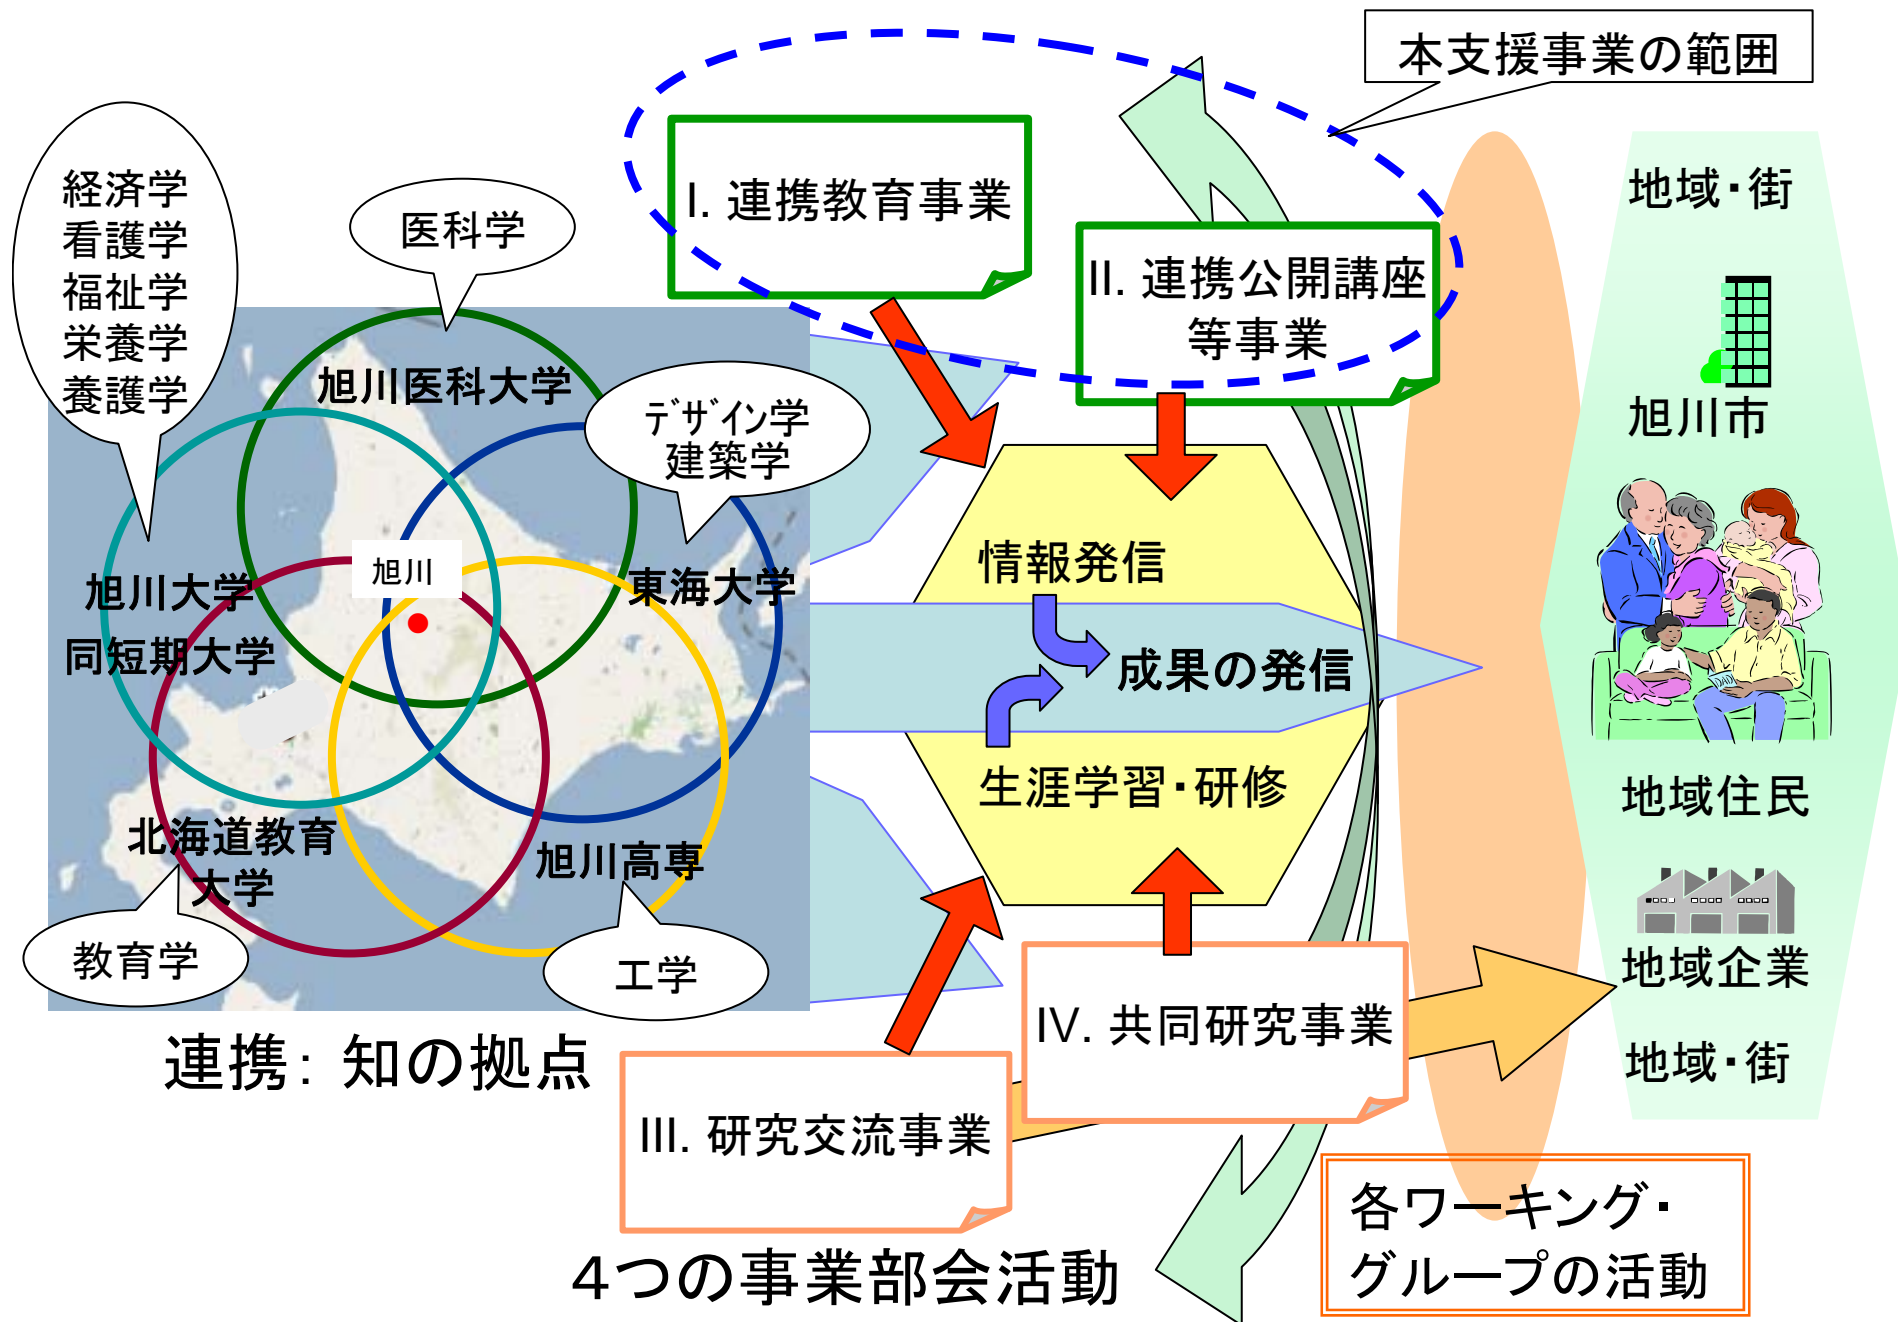 本支援事業の範囲
経済学
看護学
福祉学
栄養学
養護学
医科学
I. 連携教育事業
II. 連携公開講座
等事業
地域・街
旭川医科大学
デザイン学
建築学
旭川市
旭川
旭川大学
同短期大学
東海大学
情報発信
成果の発信
生涯学習・研修
地域住民
北海道教育
大学
旭川高専
教育学
工学
地域企業
連携：知の拠点
IV. 共同研究事業
地域・街
III. 研究交流事業
4つの事業部会活動
各ワーキング・
グループの活動